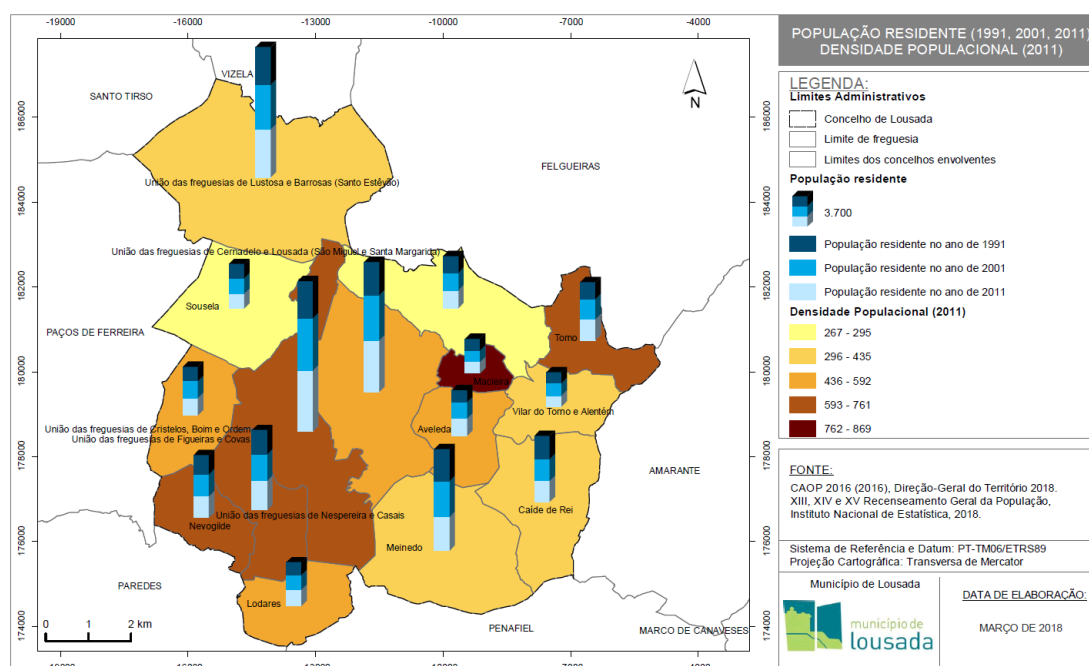 -19000 -16000 -13000 -10000 -7000 -4000
POPULAÇÃO RESIDENTE (1991, 2001, 2011)
DENSIDADE POPULACIONAL (2011)
VIZELA
SANTO TIRSO
N
FELGUEIRAS
União das freguesias de Lustosa e Barrosas (Santo Estêvão)
União das freguesias de Cernadelo e Lousada (São Miguel e Santa Margarida)
Sousela
PAÇOS DE FERREIRA
Torno
Macieira
Vilar do Torno e Alentém
Aveleda
União das freguesias de Cristelos, Boim e Ordem
União das freguesias de Figueiras e Covas
AMARANTE
Caíde de Rei
União das freguesias de Nespereira e Casais
Nevogilde
Meinedo
PAREDES
Lodares
PENAFIEL
MARCO DE CANAVESES
0 1 2 km
186000
184000
182000
180000
178000
176000
174000
186000
184000
182000
180000
178000
176000
174000
-19000 -16000 -13000 -10000 -7000 -4000
LEGENDA:
Limites Administrativos
Concelho de Lousada
Limite de freguesia
Limites dos concelhos envolventes
População residente
3.700
População residente no ano de 1991
População residente no ano de 2001
População residente no ano de 2011
Densidade Populacional (2011)
267 - 295
296 - 435
436 - 592
593 - 761
762 - 869
FONTE:
CAOP 2016 (2016), Direção-Geral do Território 2018.
XIII, XIV e XV Recenseamento Geral da População,
Instituto Nacional de Estatística, 2018.
Sistema de Referência e Datum: PT-TM06/ETRS89
Projeção Cartográfica: Transversa de Mercator
Município de Lousada
município de
lousada
DATA DE ELABORAÇÃO:
MARÇO DE 2018